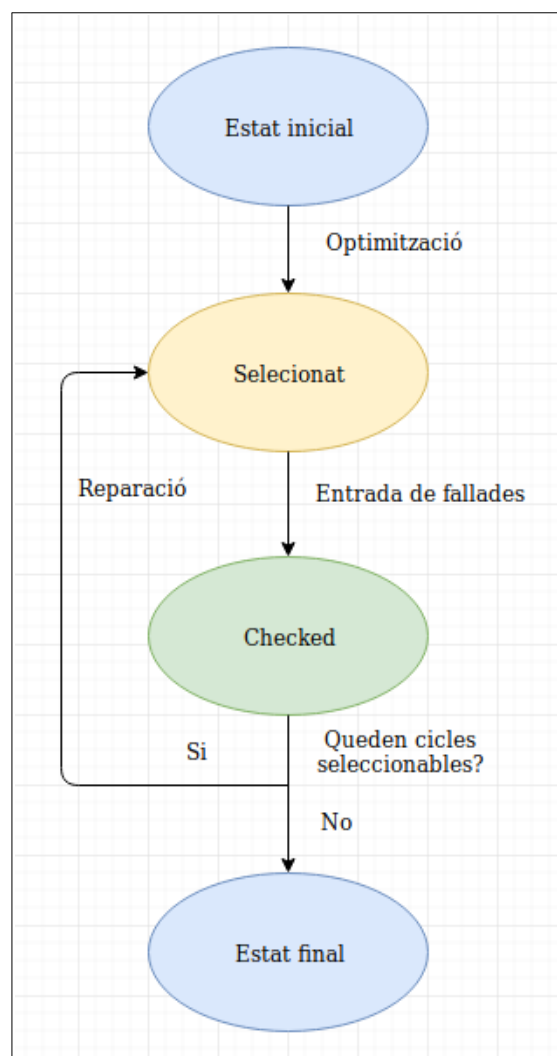 Estat inicial
Optimització
Selecionat
Reparació
Entrada de fallades
Checked
Si
Queden cicles
seleccionables?
No
Estat final